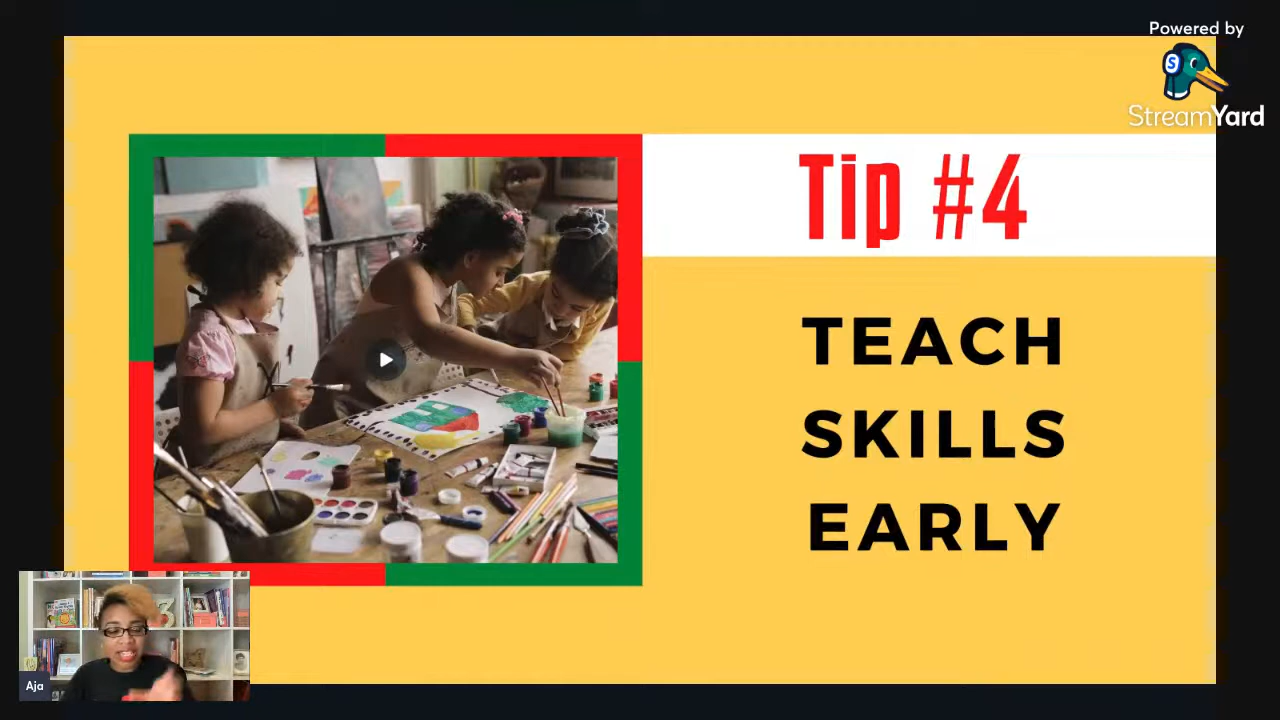 Powered by
StreamYard
Tip #4
TEACH
SKILLS
EARLY
Aja